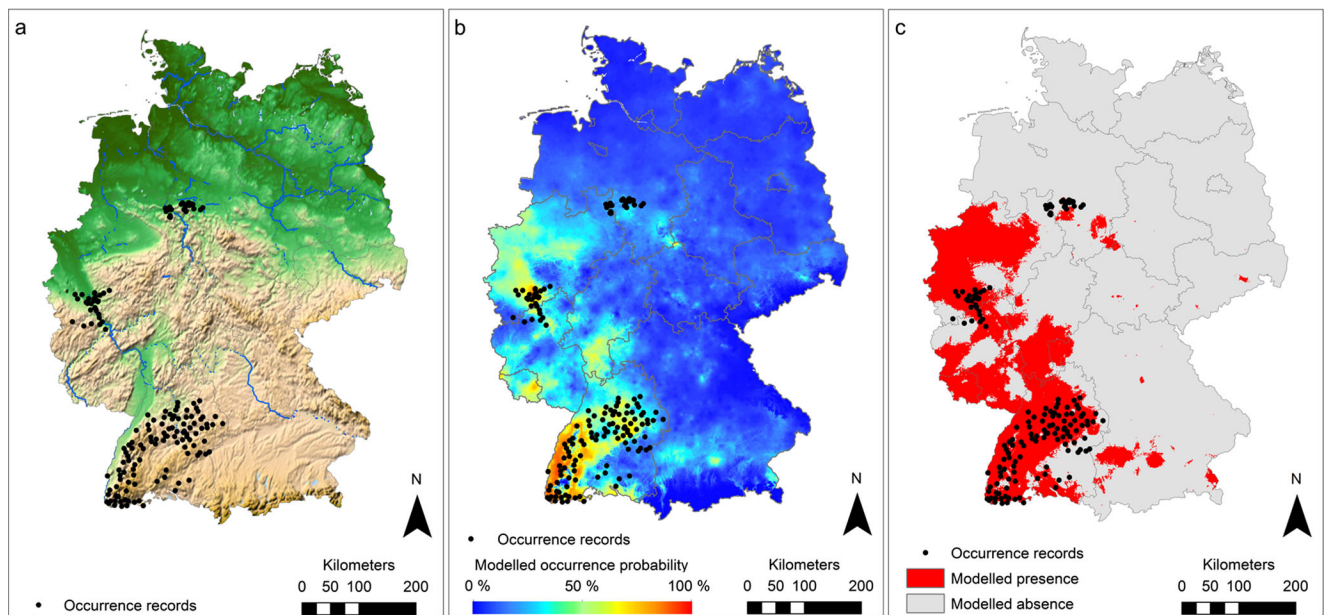 a
N
Kilometers
0 50 100 200
Occurrence records
b
N
Occurrence records
Modelled occurrence probability
0 % 50 % 100 %
Kilometers
0 50 100 200
c
N
Occurrence records
Modelled presence
Modelled absence
Kilometers
0 50 100 200